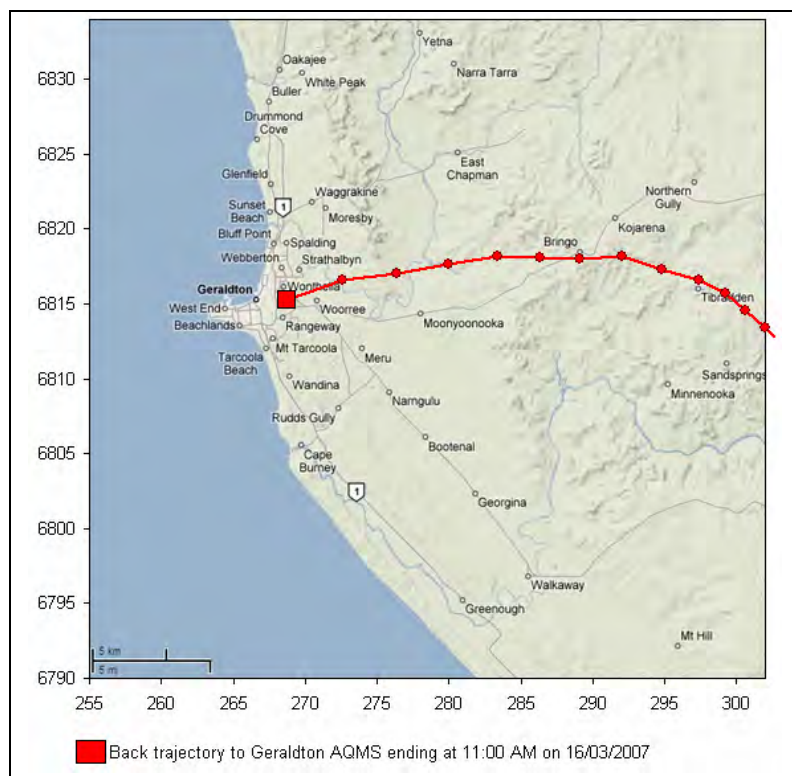 Yetna
6830
Oakajee
White Peak
Narra Tarra
Buller
Drummond
Cove
6825
East
Chapman
Glenfield
Waggrakine
Northern
Gully
6820
Sunset
Beach
1
Moresby
Kojarena
Bluff Point
Spalding
Bringo
Webberton
Strathalbyn
Geraldton
Wonthella
6815
West End
Woorree
Tibradden
Beachlands
Rangeway
Moonyoonooka
Tarcoola
Beach
Mt Tarcoola
Meru
6810
Wandina
Sandsprings
Minnenooka
Narngulu
Rudds Gully
6805
Cape
Burney
Bootenal
1
Georgina
6800
Walkaway
6795
Greenough
Mt Hill
5 km
5 mi
6790
255 260 265 270 275 280 285 290 295 300
Back trajectory to Geraldton AQMS ending at 11:00 AM on 16/03/2007